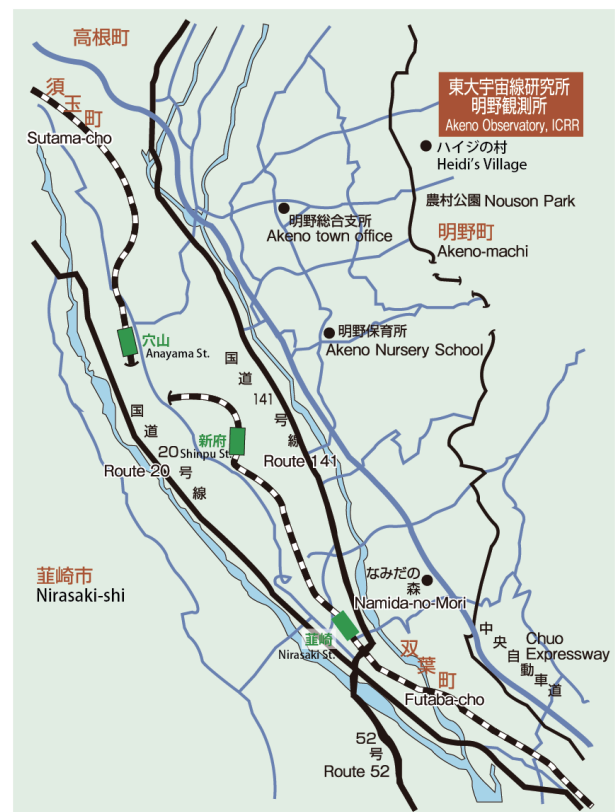 高根町
須玉町
Sutama-cho
東大宇宙線研究所
明野観測所
Akeno Observatory, ICRR
ハイジの村
Heidi's Village
農村公園 Nouson Park
明野総合支所
Akeno town office
明野町
Akeno-machi
穴山
Anayama St.
明野保育所
Akeno Nursery School
国道141号線
Route 141
国道20号線
Route 20
新府
Shinpu St.
韮崎市
Nirasaki-shi
なみだの
森
Namida-no-Mori
韮崎
Nirasaki St.
双葉町
Futaba-cho
中央自動車道
Chuo
Expressway
52
号
Route 52